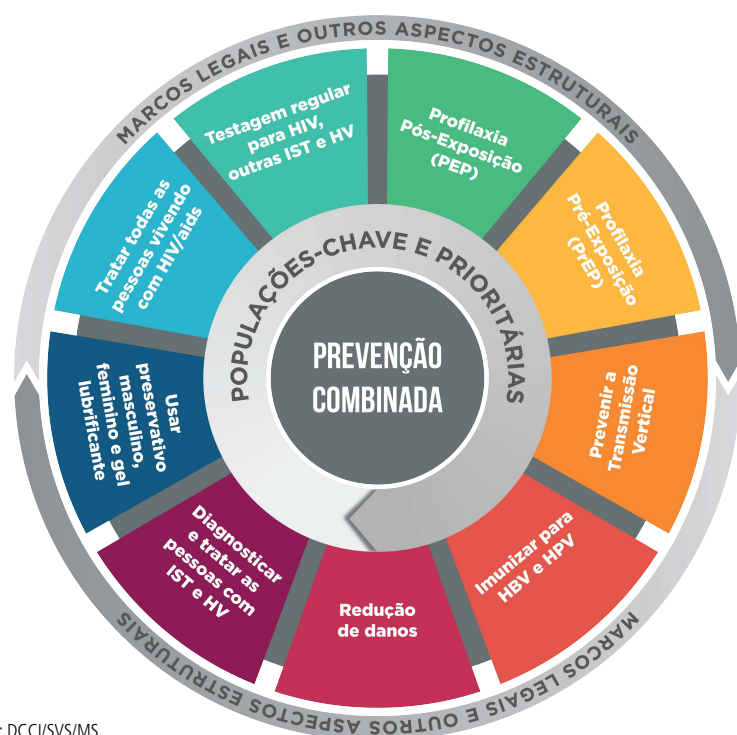 MARCOS LEGAIS E OUTROS ASPECTOS ESTRUTURAIS
Testagem regular
para HIV,
outras IST e HV
Profilaxia
Pós-Exposição
(PEP)
Profilaxia
Pré-Exposição
(PrEP)
Prevenir a
Transmissão
Vertical
Imunizar para
HBV e HPV
Redução
de danos
Diagnosticar
e tratar as
pessoas com
IST e HV
Usar
preservativo
masculino,
feminino e gel
lubrificante
Tratar todas as
pessoas vivendo
com HIV/aids
POPULAÇÕES-CHAVE E PRIORITÁRIAS
PREVENÇÃO
COMBINADA
MARCOS LEGAIS E OUTROS ASPECTOS ESTRUTURAIS
: DCCI/SVS/MS